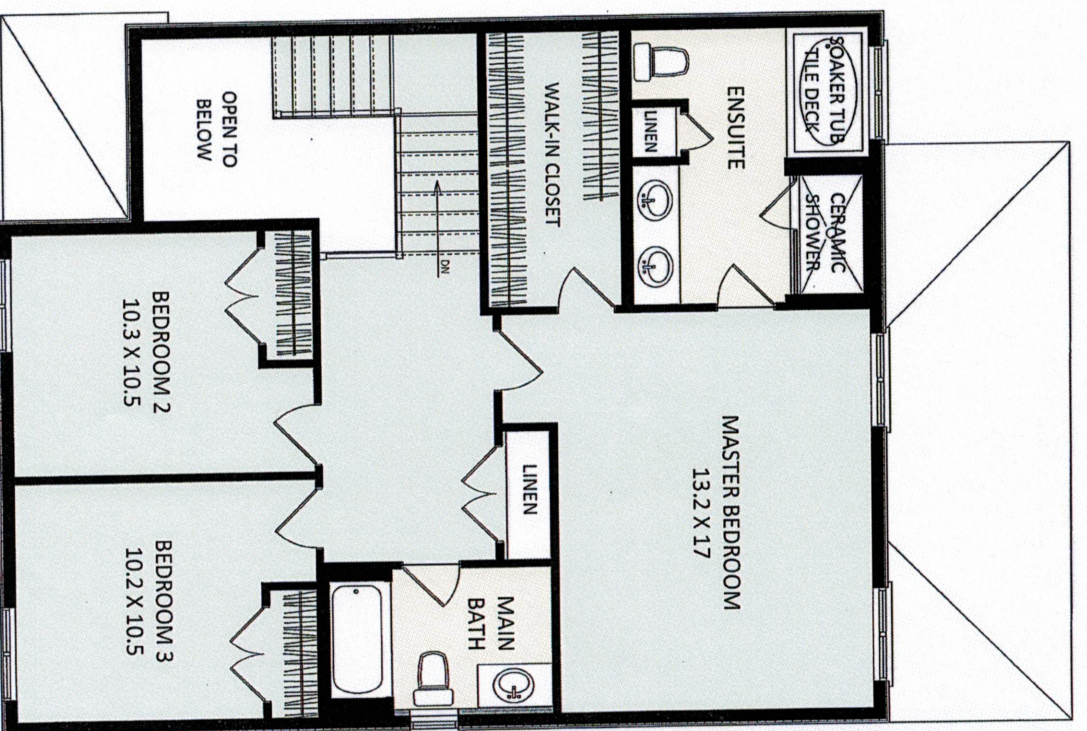 SOAKER TUB
TILE DECK
ENSUITE
LINEN
CERAMIC
SHOWER
WALK-IN CLOSET
OPEN TO
BELOW
DN
MASTER BEDROOM
13.2 X 17
LINEN
BEDROOM 2
10.3 X 10.5
MAIN
BATH
BEDROOM 3
10.2 X 10.5